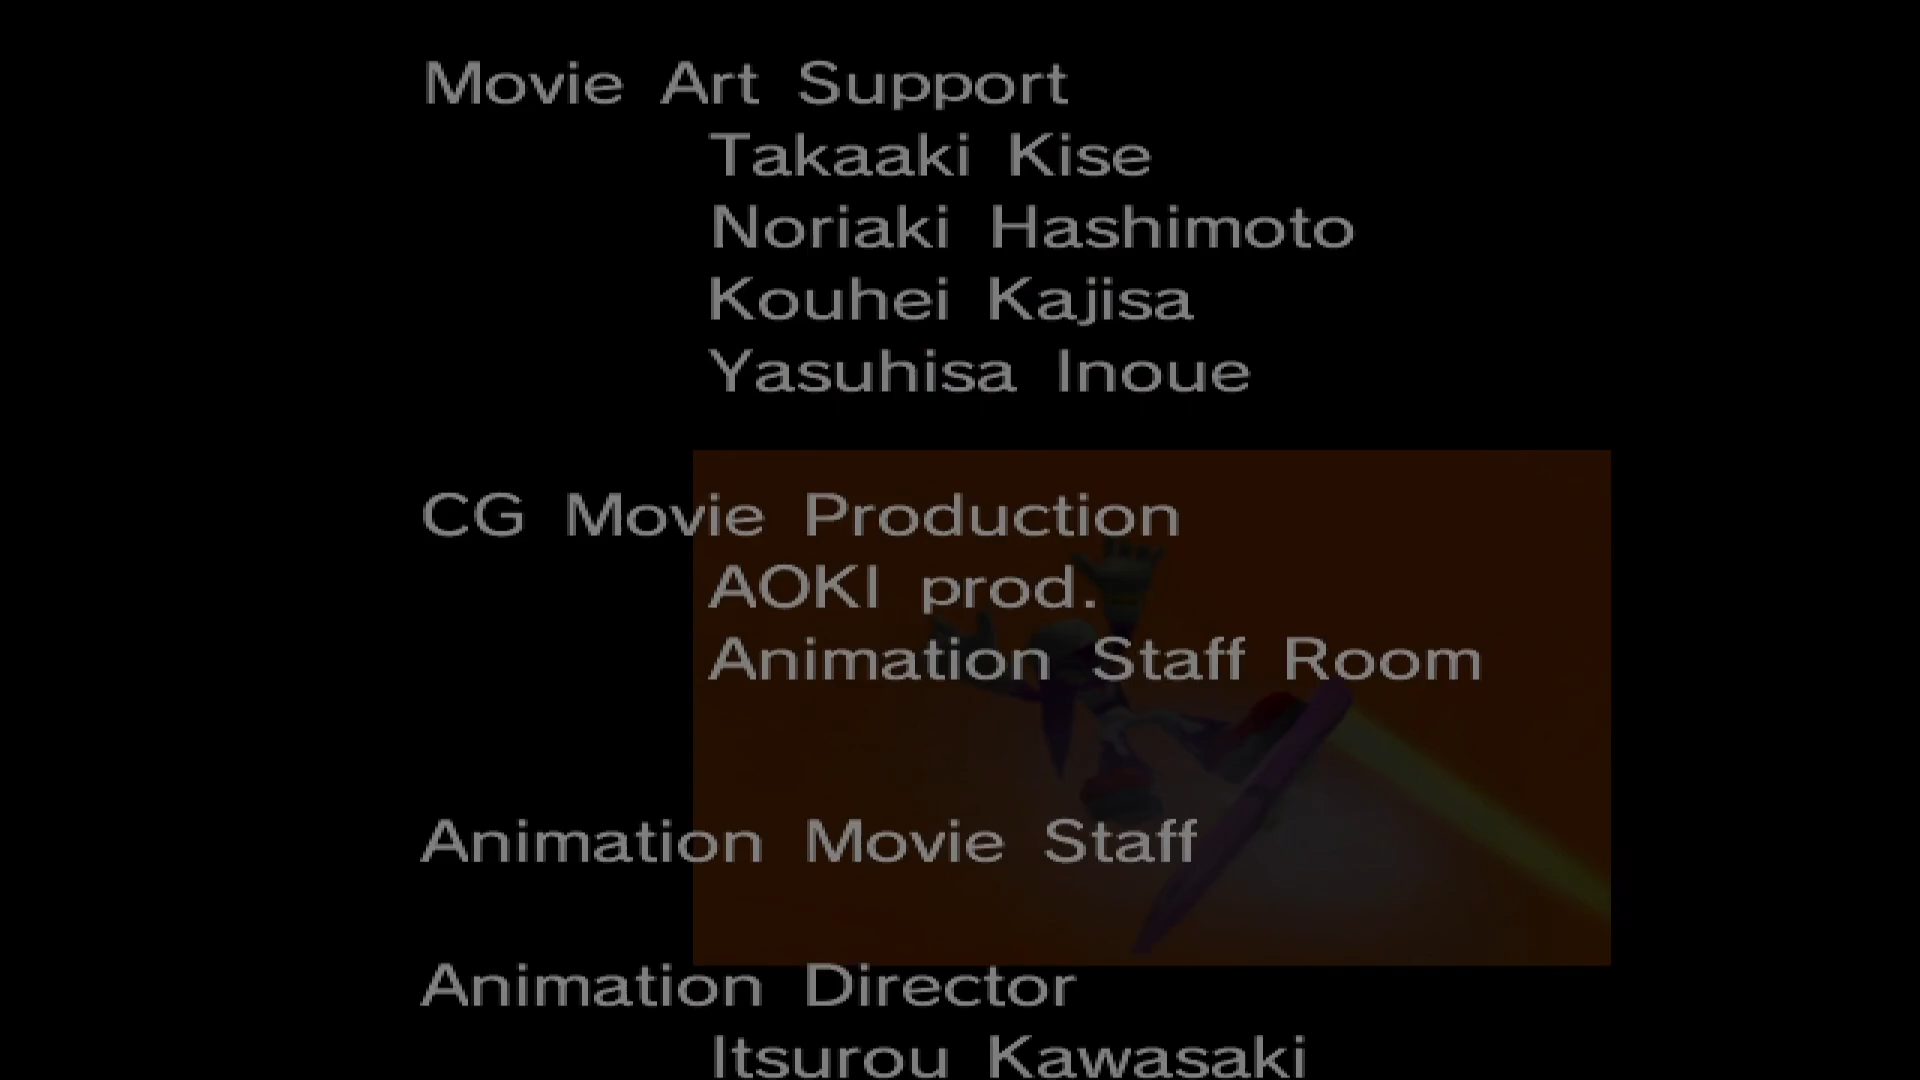 Movie Art Support
Takaaki Kise
Noriaki Hashimoto
Kouhei Kajisa
Yasuhisa Inoue
CG Movie Production
AOKI prod.
Animation Staff Room
Animation Movie Staff
Animation Director
Itsurou Kawasaki